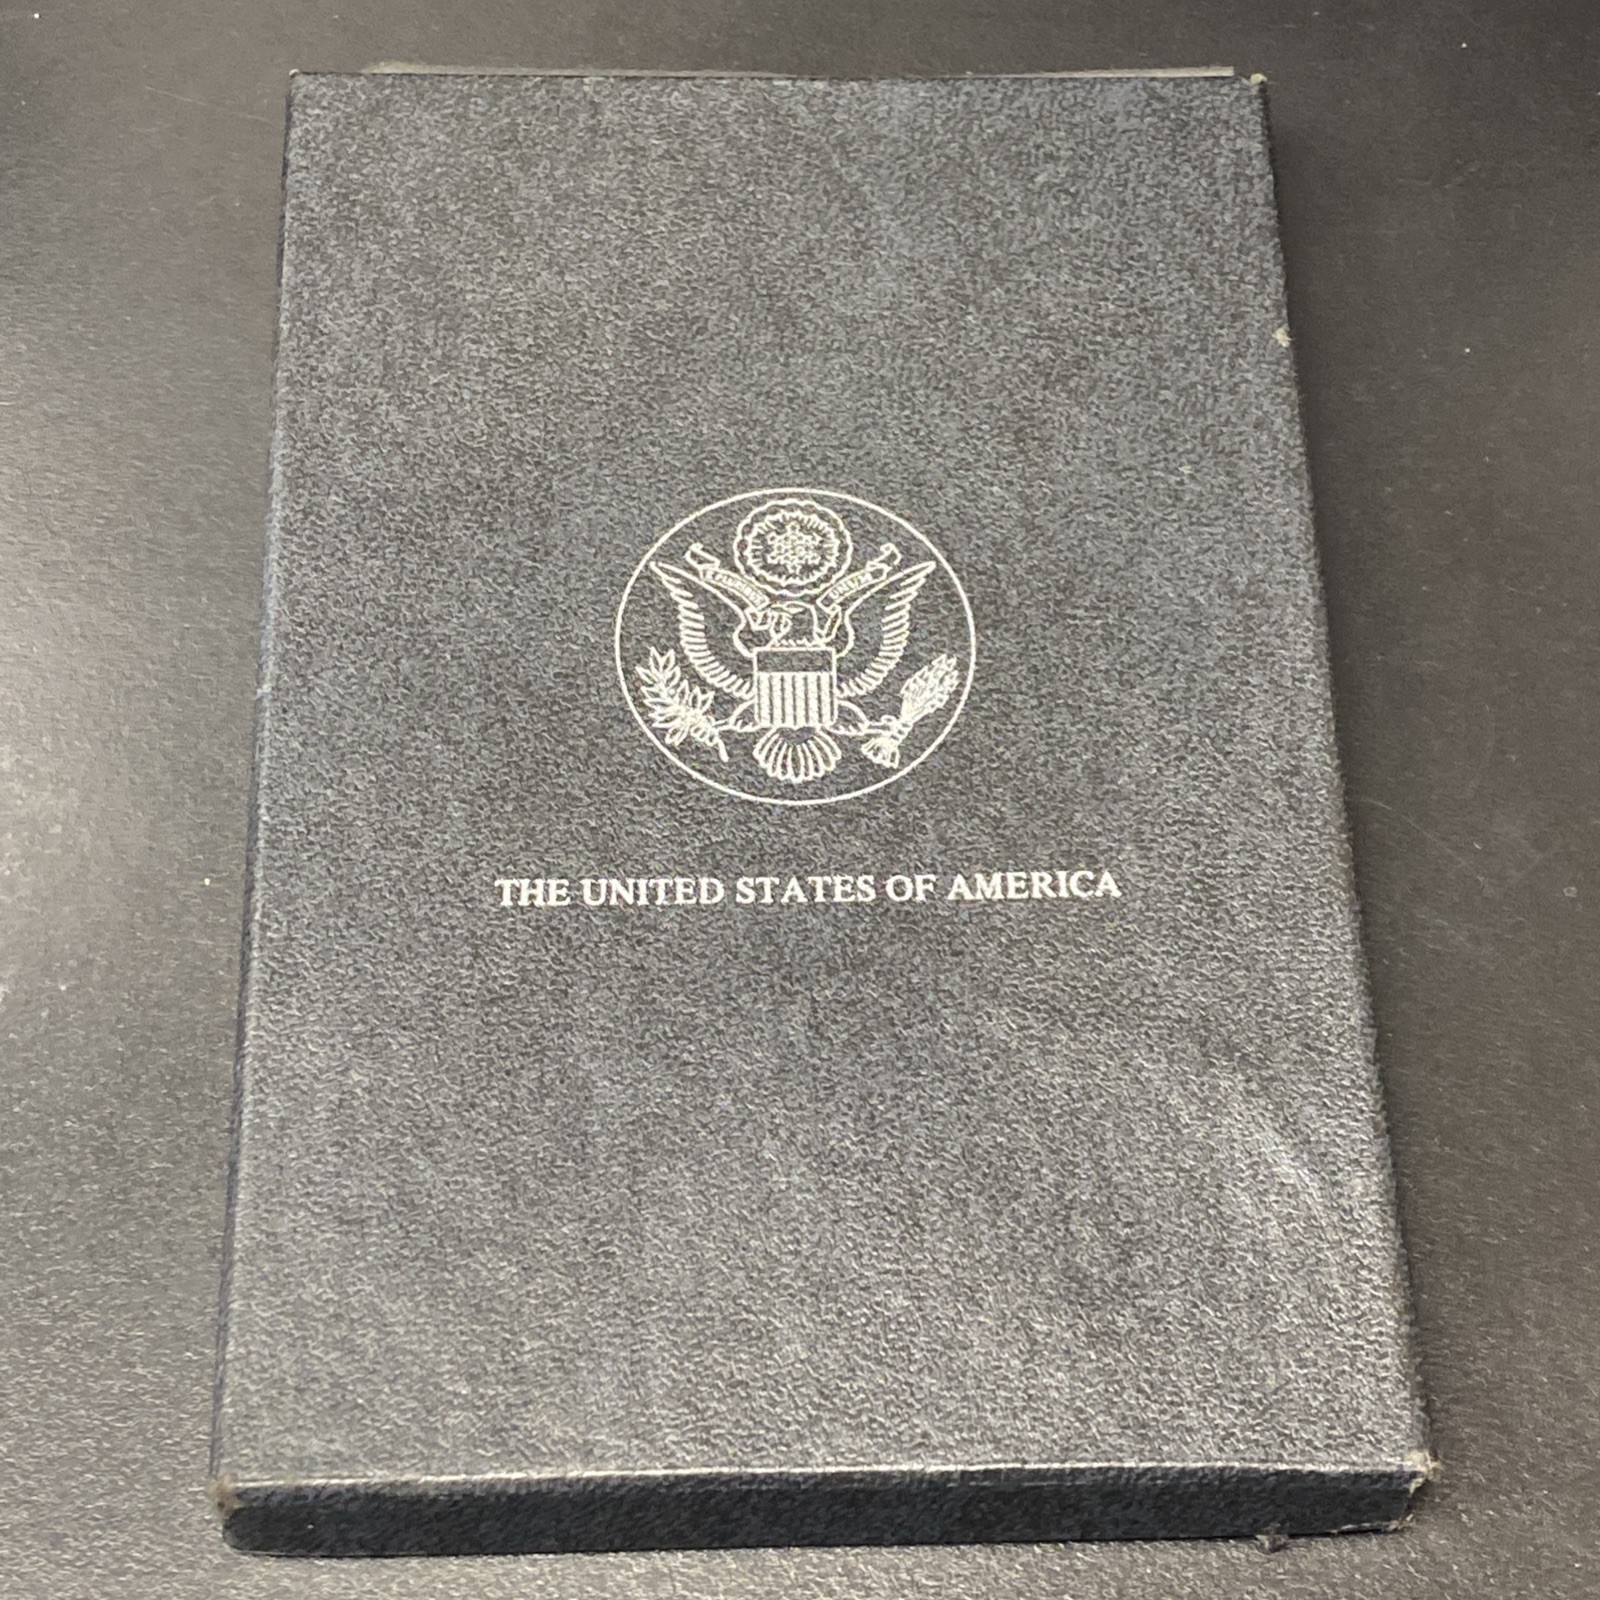 THE UNITED STATES OF AMERICA